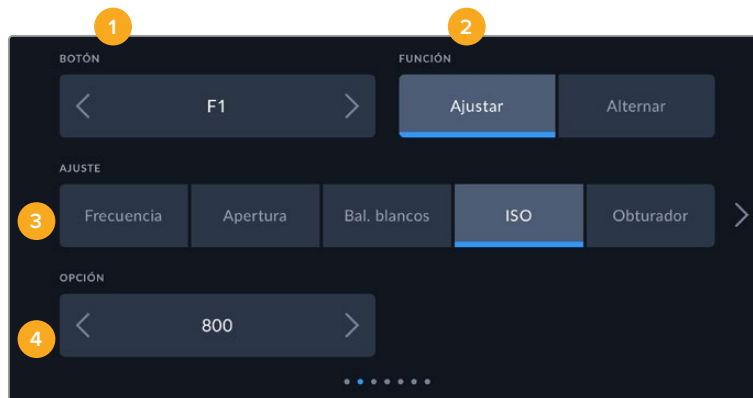 1 2
BOTÓN FUNCIÓN
F1 Ajustar Alternar
AJUSTE
3 Frecuencia Apertura Bal. blancos ISO Obturador
OPCIÓN
4 800